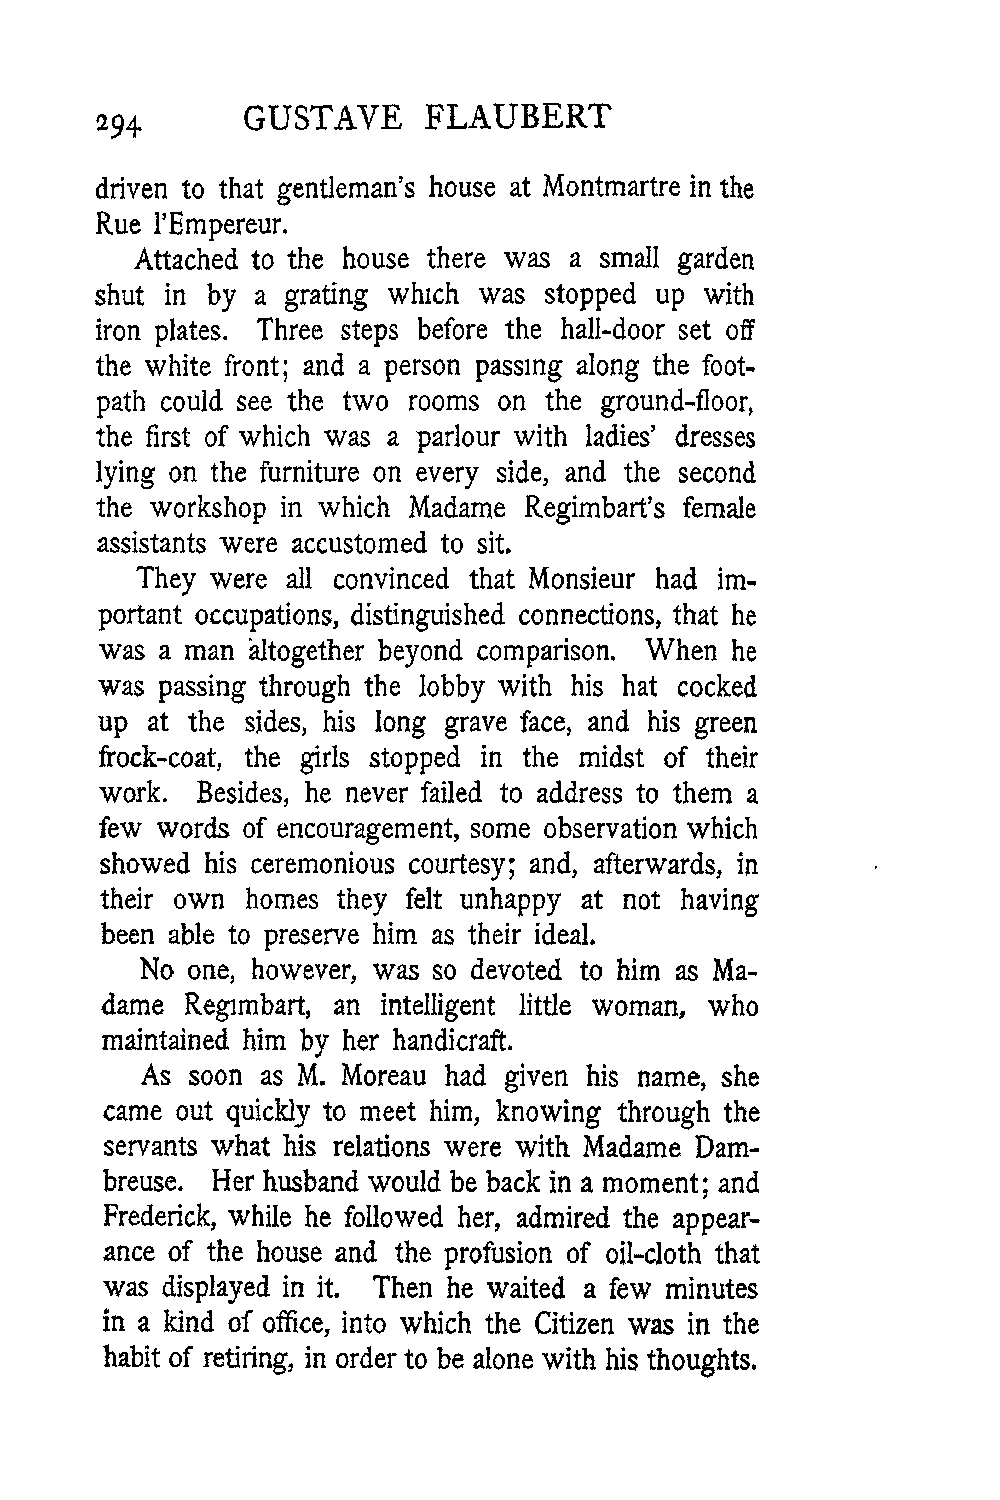 294 GUSTAVE FLAUBERT
driven to that gentleman's house at Montmartre in the
Rue l'Empereur.
Attached to the house there was a small garden
shut in by a grating which was stopped up with
iron plates. Three steps before the hall-door set off
the white front; and a person passing along the foot-
path could see the two rooms on the ground-floor,
the first of which was a parlour with ladies' dresses
lying on the furniture on every side, and the second
the workshop in which Madame Regimbart's female
assistants were accustomed to sit.
They were all convinced that Monsieur had im-
portant occupations, distinguished connections, that he
was a man altogether beyond comparison. When he
was passing through the lobby with his hat cocked
up at the sides, his long grave face, and his green
frock-coat, the girls stopped in the midst of their
work. Besides, he never failed to address to them a
few words of encouragement, some observation which
showed his ceremonious courtesy; and, afterwards, in
their own homes they felt unhappy at not having
been able to preserve him as their ideal.
No one, however, was so devoted to him as Ma-
dame Regimbart, an intelligent little woman, who
maintained him by her handicraft.
As soon as M. Moreau had given his name, she
came out quickly to meet him, knowing through the
servants what his relations were with Madame Dam-
breuse. Her husband would be back in a moment; and
Frederick, while he followed her, admired the appear-
ance of the house and the profusion of oil-cloth that
was displayed in it. Then he waited a few minutes
in a kind of office, into which the Citizen was in the
habit of retiring, in order to be alone with his thoughts.